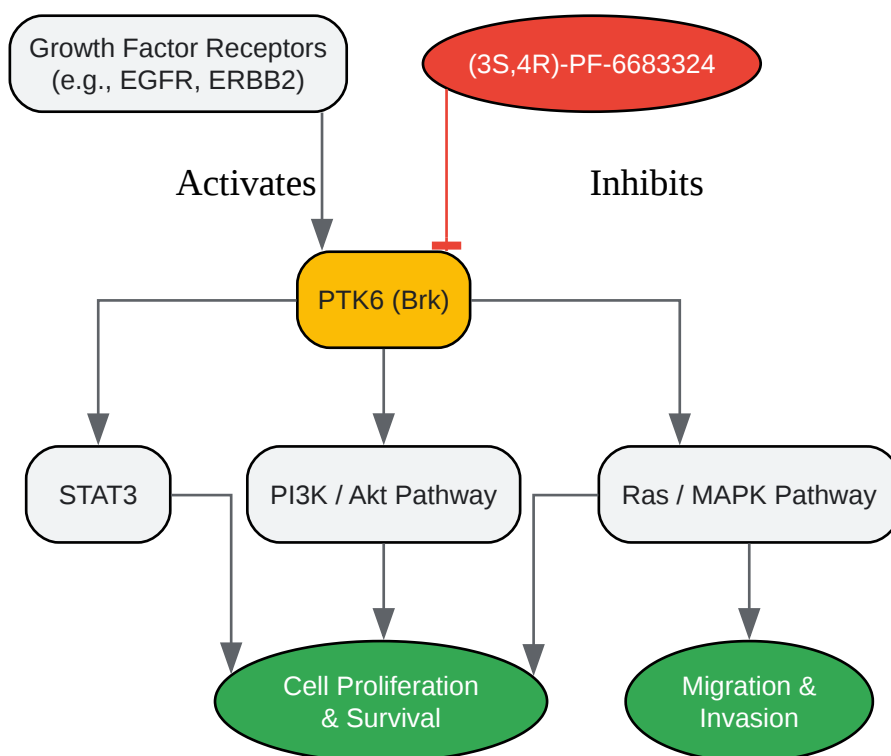 Growth Factor Receptors
(e.g., EGFR, ERBB2)
(3S,4R)-PF-6683324
Activates
Inhibits
PTK6 (Brk)
STAT3
PI3K / Akt Pathway
Ras / MAPK Pathway
Cell Proliferation
& Survival
Migration &
Invasion